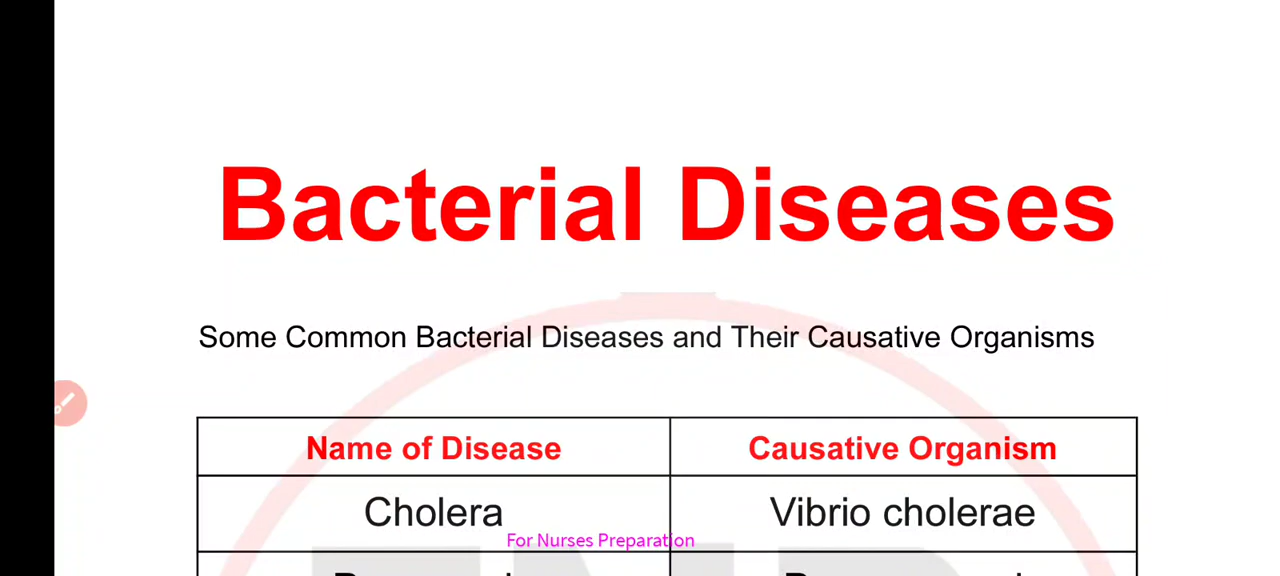 Bacterial Diseases
Some Common Bacterial Diseases and Their Causative Organisms
Name of Disease Causative Organism
Cholera Vibrio cholerae
For Nurses Preparation